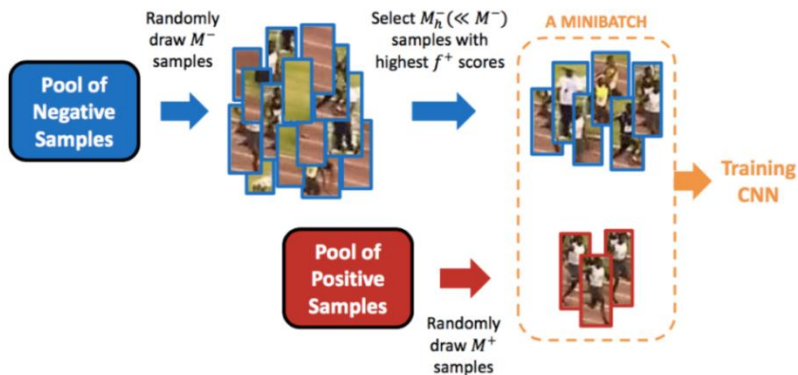 Randomly
draw M⁻
samples
Select M_h⁻(≪ M⁻)
samples with
highest f⁺ scores
A MINIBATCH
Pool of
Negative
Samples
Training
CNN
Pool of
Positive
Samples
Randomly
draw M⁺
samples